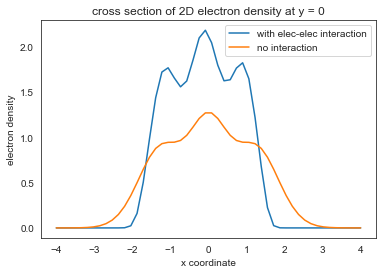 cross section of 2D electron density at y = 0
with elec-elec interaction
no interaction
electron density
2.0
1.5
1.0
0.5
0.0
−4
−3
−2
−1
0
1
2
3
4
x coordinate